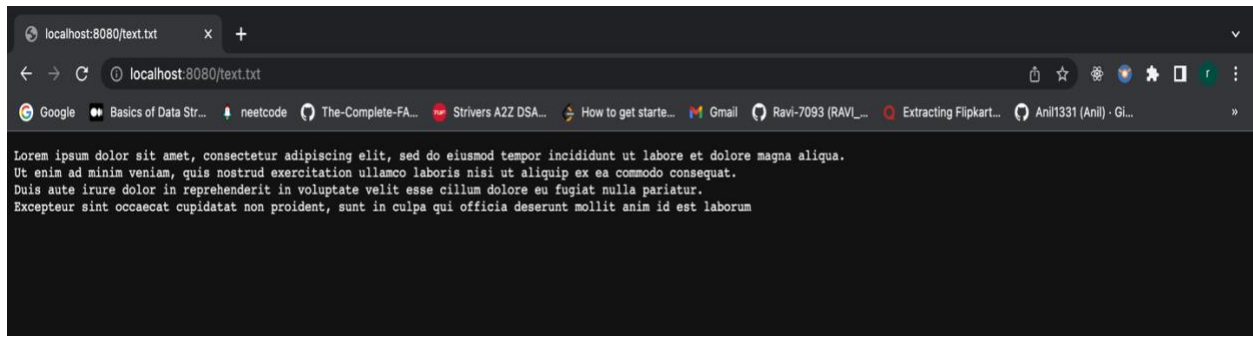 localhost:8080/text.txt
localhost:8080/text.txt
Google Basics of Data Str... neetcode The-Complete-FA... Strivers A2Z DSA... How to get starte... Gmail Ravi-7093 (RAVI_... Extracting Flipkart... Anil1331 (Anil) · Gi... »
Lorem ipsum dolor sit amet, consectetur adipiscing elit, sed do eiusmod tempor incididunt ut labore et dolore magna aliqua.
Ut enim ad minim veniam, quis nostrud exercitation ullamco laboris nisi ut aliquip ex ea commodo consequat.
Duis aute irure dolor in reprehenderit in voluptate velit esse cillum dolore eu fugiat nulla pariatur.
Excepteur sint occaecat cupidatat non proident, sunt in culpa qui officia deserunt mollit anim id est laborum